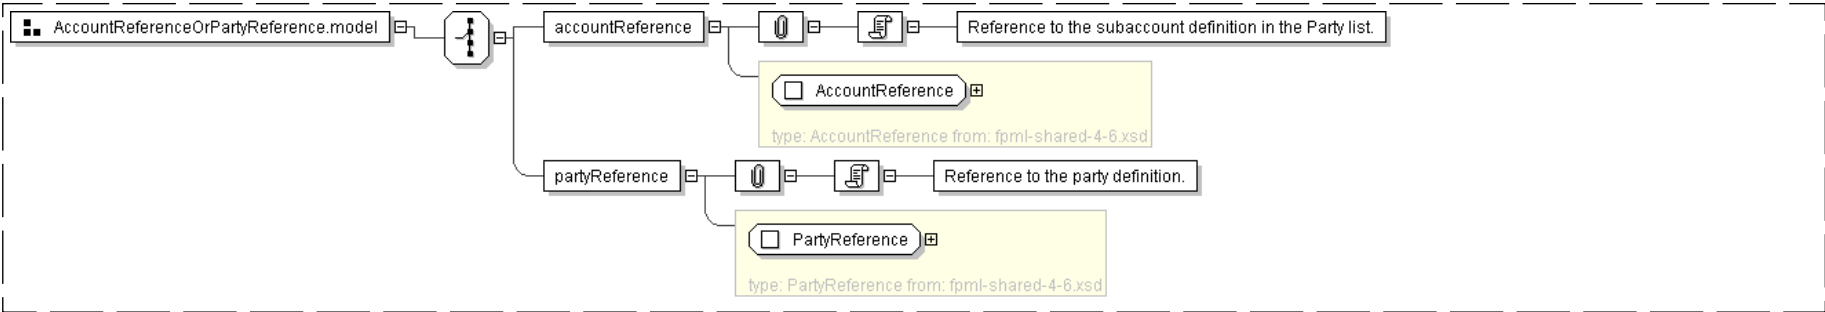 AccountReferenceOrPartyReference.model
accountReference
Reference to the subaccount definition in the Party list.
AccountReference
type: AccountReference from: fpml-shared-4-6.xsd
partyReference
Reference to the party definition.
PartyReference
type: PartyReference from: fpml-shared-4-6.xsd